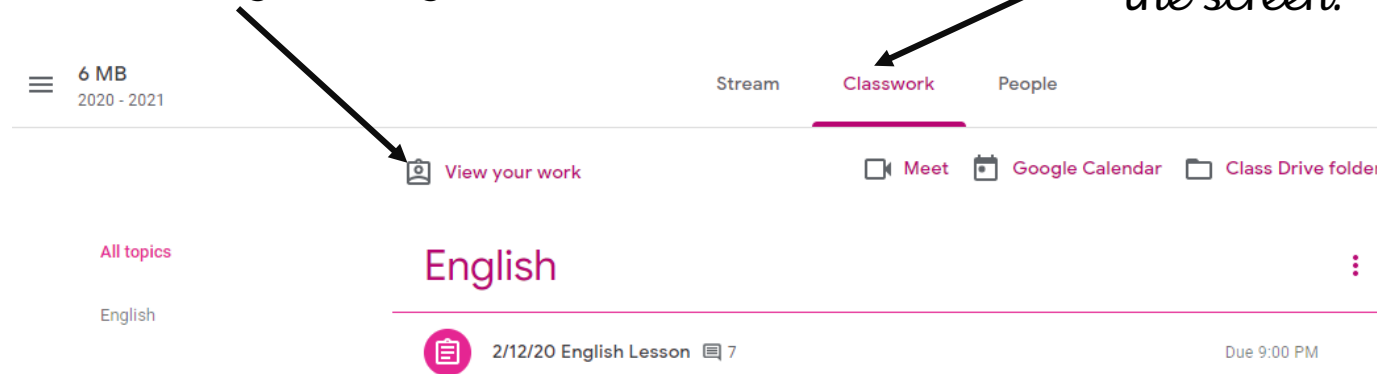 the screen.
6 MB
2020 - 2021
Stream Classwork People
View your work
Meet Google Calendar Class Drive folder
All topics
English
English
2/12/20 English Lesson 7
Due 9:00 PM